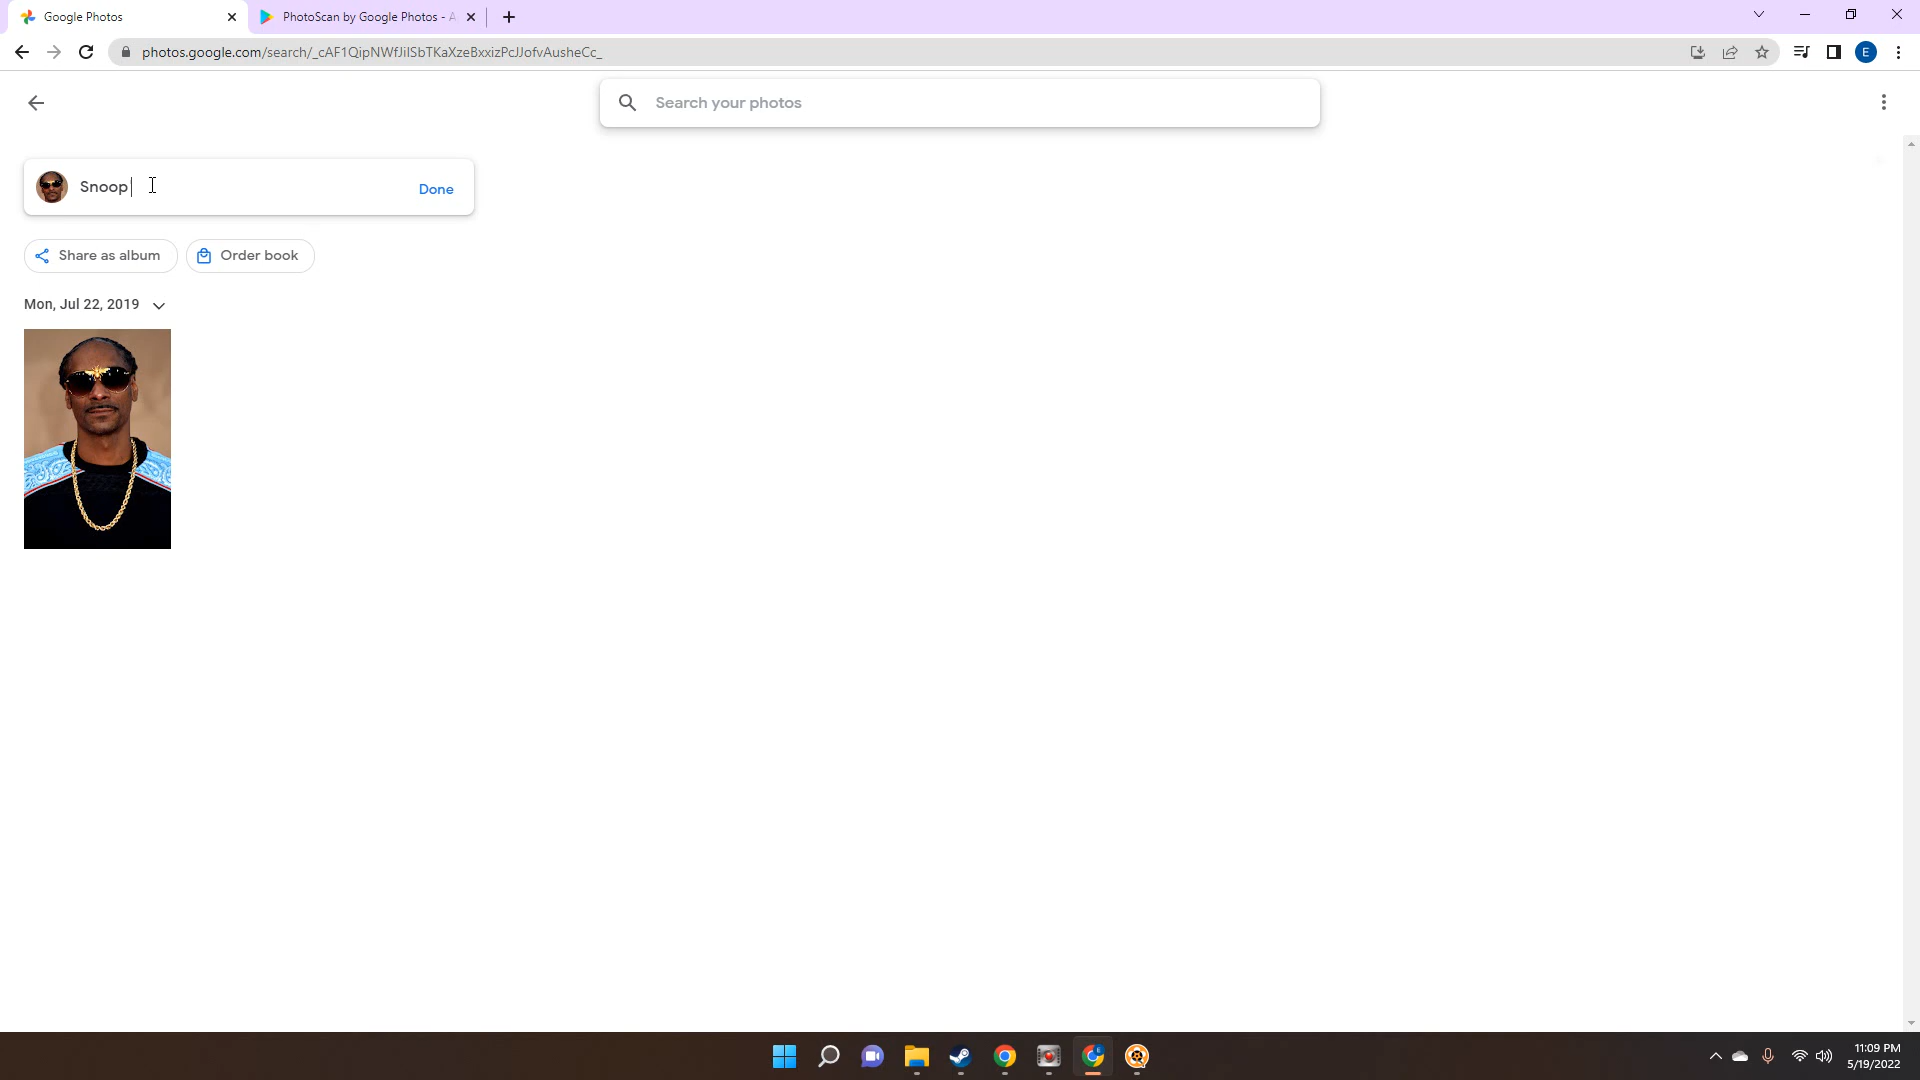 Google Photos
PhotoScan by Google Photos - A
photos.google.com/search/_cAF1QipNWfJilSbTKaXzeBxxizPcJJofvAusheCc_
E
Search your photos
Snoop
Done
Share as album
Order book
Mon, Jul 22, 2019
E
11:09 PM
5/19/2022